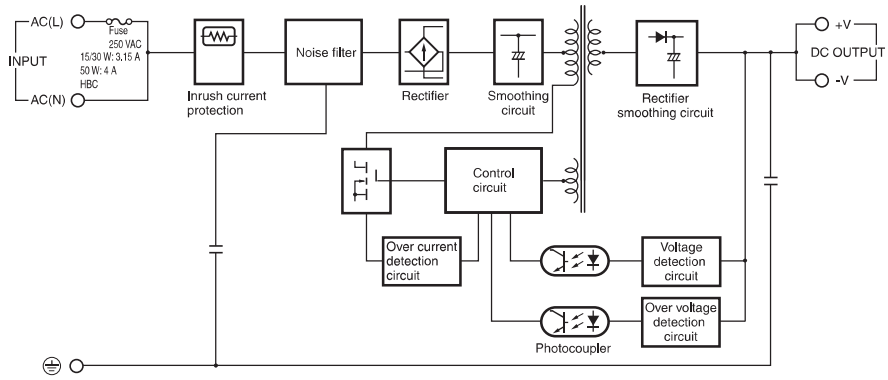 AC(L)
Fuse
250 VAC
15/30 W: 3.15 A
50 W: 4 A
HBC
INPUT
AC(N)
Inrush current
protection
Noise filter
Rectifier
Smoothing
circuit
Rectifier
smoothing circuit
+V
DC OUTPUT
-V
Control
circuit
Over current
detection
circuit
Voltage
detection
circuit
Over voltage
detection
circuit
Photocoupler